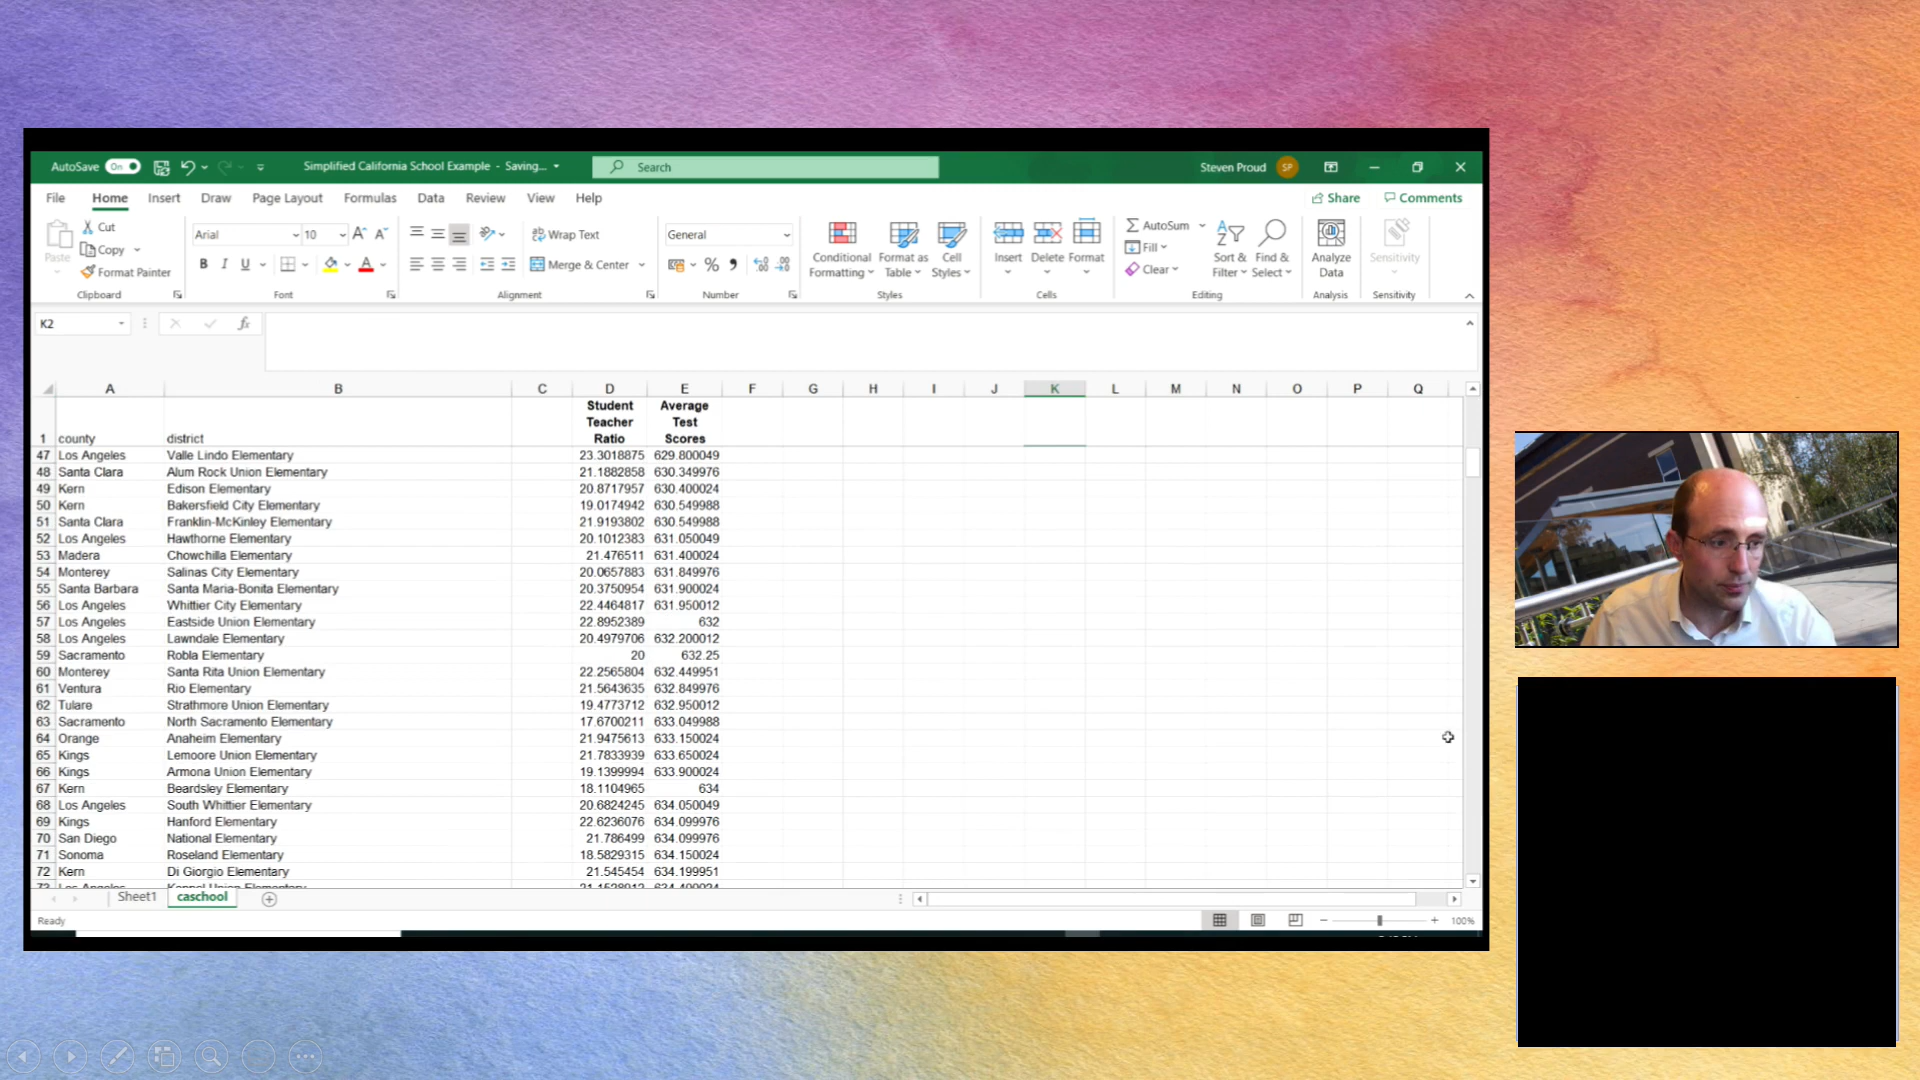 AutoSave On Simplified California School Example - Saving... Search Steven Proud SP
File Home Insert Draw Page Layout Formulas Data Review View Help Share Comments
Paste Cut Copy Format Painter Clipboard
Arial 10 B I U A Font
Wrap Text Merge & Center Alignment
General % Number
Conditional Formatting Format as Table Cell Styles Styles
Insert Delete Format Cells
AutoSum Fill Clear Sort & Filter Find & Select Editing
Analyze Data Analysis
Sensitivity Sensitivity
K2 fx
A B C D E F G H I J K L M N O P Q
1 county district Student Teacher Ratio Average Test Scores
47 Los Angeles Valle Lindo Elementary 23.3018875 629.800049
48 Santa Clara Alum Rock Union Elementary 21.1882858 630.349976
49 Kern Edison Elementary 20.8717957 630.400024
50 Kern Bakersfield City Elementary 19.0174942 630.549988
51 Santa Clara Franklin-McKinley Elementary 21.9193802 630.549988
52 Los Angeles Hawthorne Elementary 20.1012383 631.050049
53 Madera Chowchilla Elementary 21.476511 631.400024
54 Monterey Salinas City Elementary 20.0657883 631.849976
55 Santa Barbara Santa Maria-Bonita Elementary 20.3750954 631.900024
56 Los Angeles Whittier City Elementary 22.4464817 631.950012
57 Los Angeles Eastside Union Elementary 22.8952389 632
58 Los Angeles Lawndale Elementary 20.4979706 632.200012
59 Sacramento Robla Elementary 20 632.25
60 Monterey Santa Rita Union Elementary 22.2565804 632.449951
61 Ventura Rio Elementary 21.5643635 632.849976
62 Tulare Strathmore Union Elementary 19.4773712 632.950012
63 Sacramento North Sacramento Elementary 17.6700211 633.049988
64 Orange Anaheim Elementary 21.9475613 633.150024
65 Kings Lemoore Union Elementary 21.7833939 633.650024
66 Kings Armona Union Elementary 19.1399994 633.900024
67 Kern Beardsley Elementary 18.1104965 634
68 Los Angeles South Whittier Elementary 20.6824245 634.050049
69 Kings Hanford Elementary 22.6236076 634.099976
70 San Diego National Elementary 21.786499 634.099976
71 Sonoma Roseland Elementary 18.5829315 634.150024
72 Kern Di Giorgio Elementary 21.545454 634.199951
Sheet1 caschool
Ready 100%